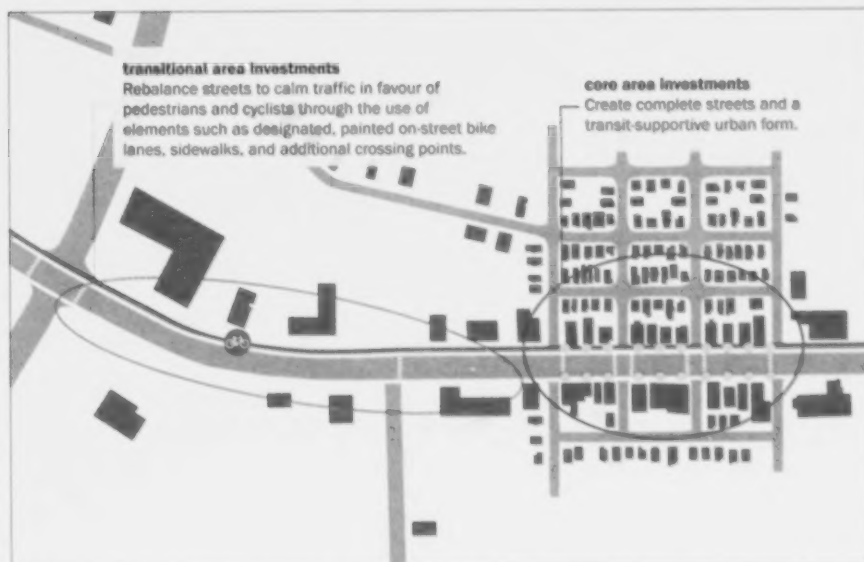 transitional area investments
Rebalance streets to calm traffic in favour of
pedestrians and cyclists through the use of
elements such as designated, painted on-street bike
lanes, sidewalks, and additional crossing points.
core area investments
Create complete streets and a
transit-supportive urban form.